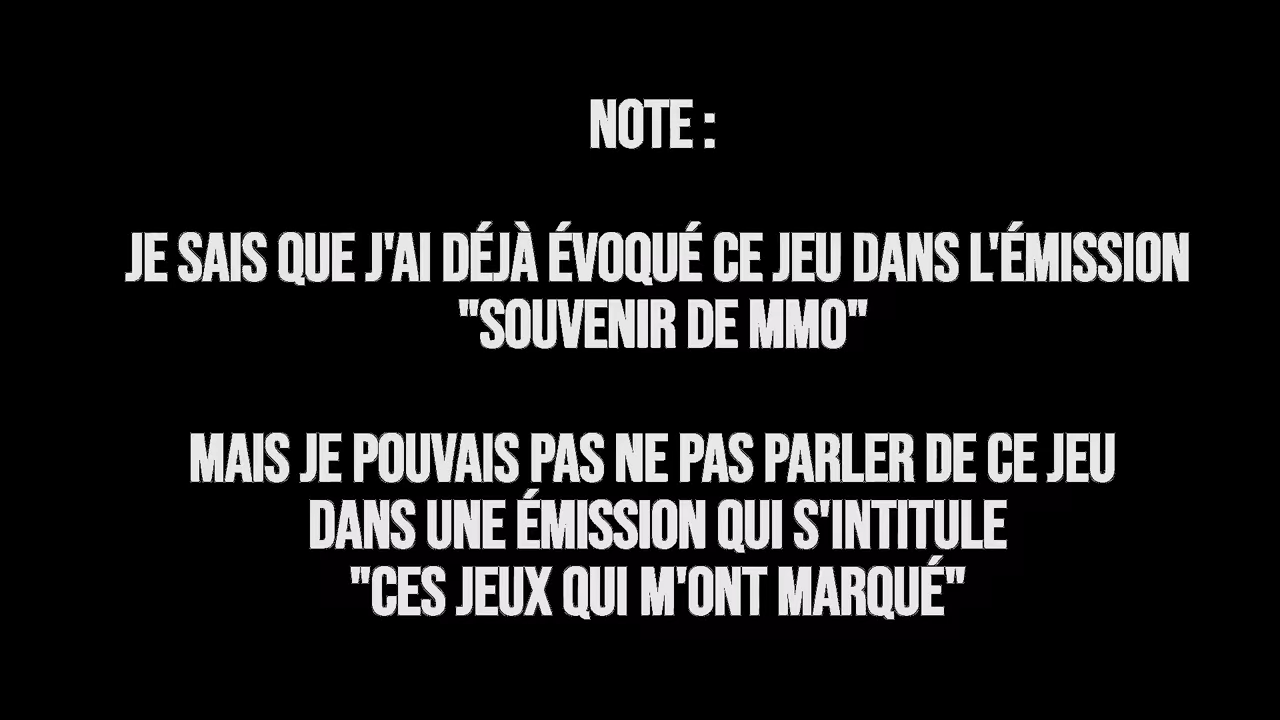 NOTE :
JE SAIS QUE J'AI DÉJÀ ÉVOQUÉ CE JEU DANS L'ÉMISSION
"SOUVENIR DE MMO"
MAIS JE POUVAIS PAS NE PAS PARLER DE CE JEU
DANS UNE ÉMISSION QUI S'INTITULE
"CES JEUX QUI M'ONT MARQUÉ"